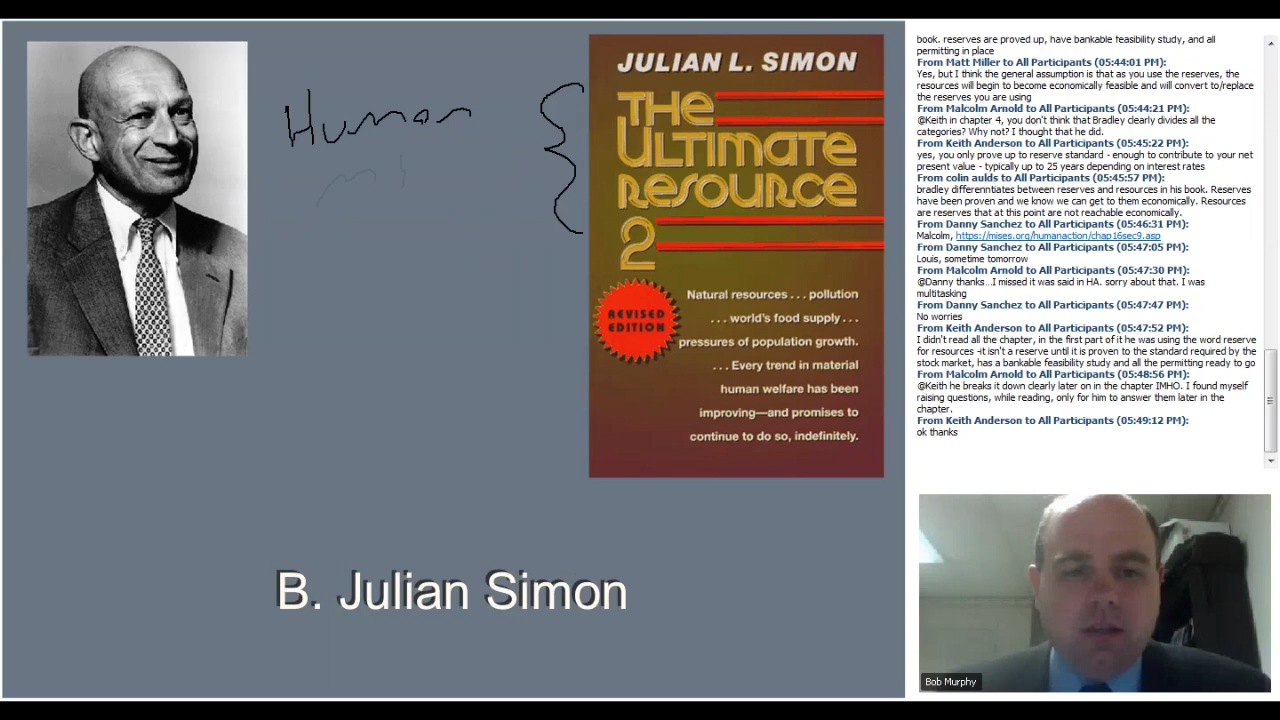 Human
JULIAN L. SIMON
THE
ULTIMATE
RESOURCE
2
REVISED
EDITION
Natural resources . . . pollution
. . . world's food supply . . .
pressures of population growth.
. . . Every trend in material
human welfare has been
improving—and promises to
continue to do so, indefinitely.
B. Julian Simon
book. reserves are proved up, have bankable feasibility study, and all
permitting in place
From Matt Miller to All Participants (05:44:01 PM):
Yes, but I think the general assumption is that as you use the reserves, the
resources will begin to become economically feasible and will convert to/replace
the reserves you are using
From Malcolm Arnold to All Participants (05:44:21 PM):
@Keith in chapter 4, you don't think that Bradley clearly divides all the
categories? Why not? I thought that he did.
From Keith Anderson to All Participants (05:45:22 PM):
yes, you only prove up to reserve standard - enough to contribute to your net
present value - typically up to 25 years depending on interest rates
From colin aulds to All Participants (05:45:57 PM):
bradley differenntiates between reserves and resources in his book. Reserves
have been proven and we know we can get to them economically. Resources
are reserves that at this point are not reachable economically.
From Danny Sanchez to All Participants (05:46:31 PM):
Malcolm, https://mises.org/humanaction/chap16sec9.asp
From Danny Sanchez to All Participants (05:47:05 PM):
Louis, sometime tomorrow
From Malcolm Arnold to All Participants (05:47:30 PM):
@Danny thanks...I missed it was said in HA. sorry about that. I was
multitasking
From Danny Sanchez to All Participants (05:47:47 PM):
No worries
From Keith Anderson to All Participants (05:47:52 PM):
I didn't read all the chapter, in the first part of it he was using the word reserve
for resources -it isn't a reserve until it is proven to the standard required by the
stock market, has a bankable feasibility study and all the permitting ready to go
From Malcolm Arnold to All Participants (05:48:56 PM):
@Keith he breaks it down clearly later on in the chapter IMHO. I found myself
raising questions, while reading, only for him to answer them later in the
chapter.
From Keith Anderson to All Participants (05:49:12 PM):
ok thanks
Bob Murphy